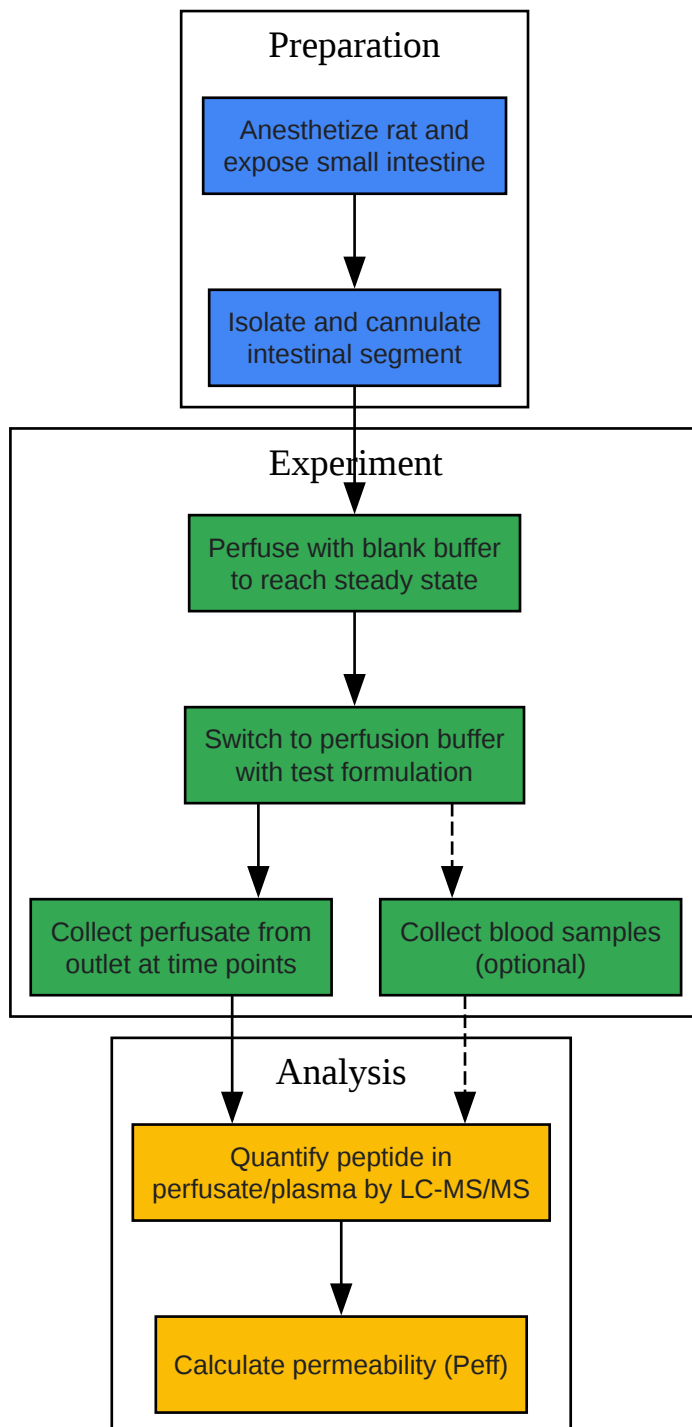 Preparation
Anesthetize rat and
expose small intestine
Isolate and cannulate
intestinal segment
Experiment
Perfuse with blank buffer
to reach steady state
Switch to perfusion buffer
with test formulation
Collect perfusate from
outlet at time points
Collect blood samples
(optional)
Analysis
Quantify peptide in
perfusate/plasma by LC-MS/MS
Calculate permeability (Peff)